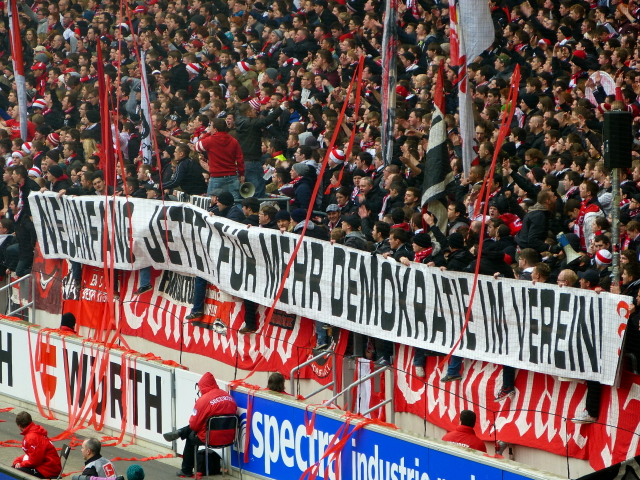 NEUANFANG JETZT! FÜR MEHR DEMOKRATIE IM VEREIN!
WÜRTH
spectra industrie